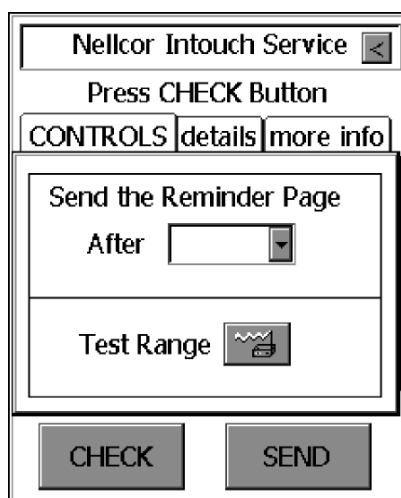 Nellcor Intouch Service <
Press CHECK Button
CONTROLS details more info
Send the Reminder Page
After
Test Range
CHECK SEND